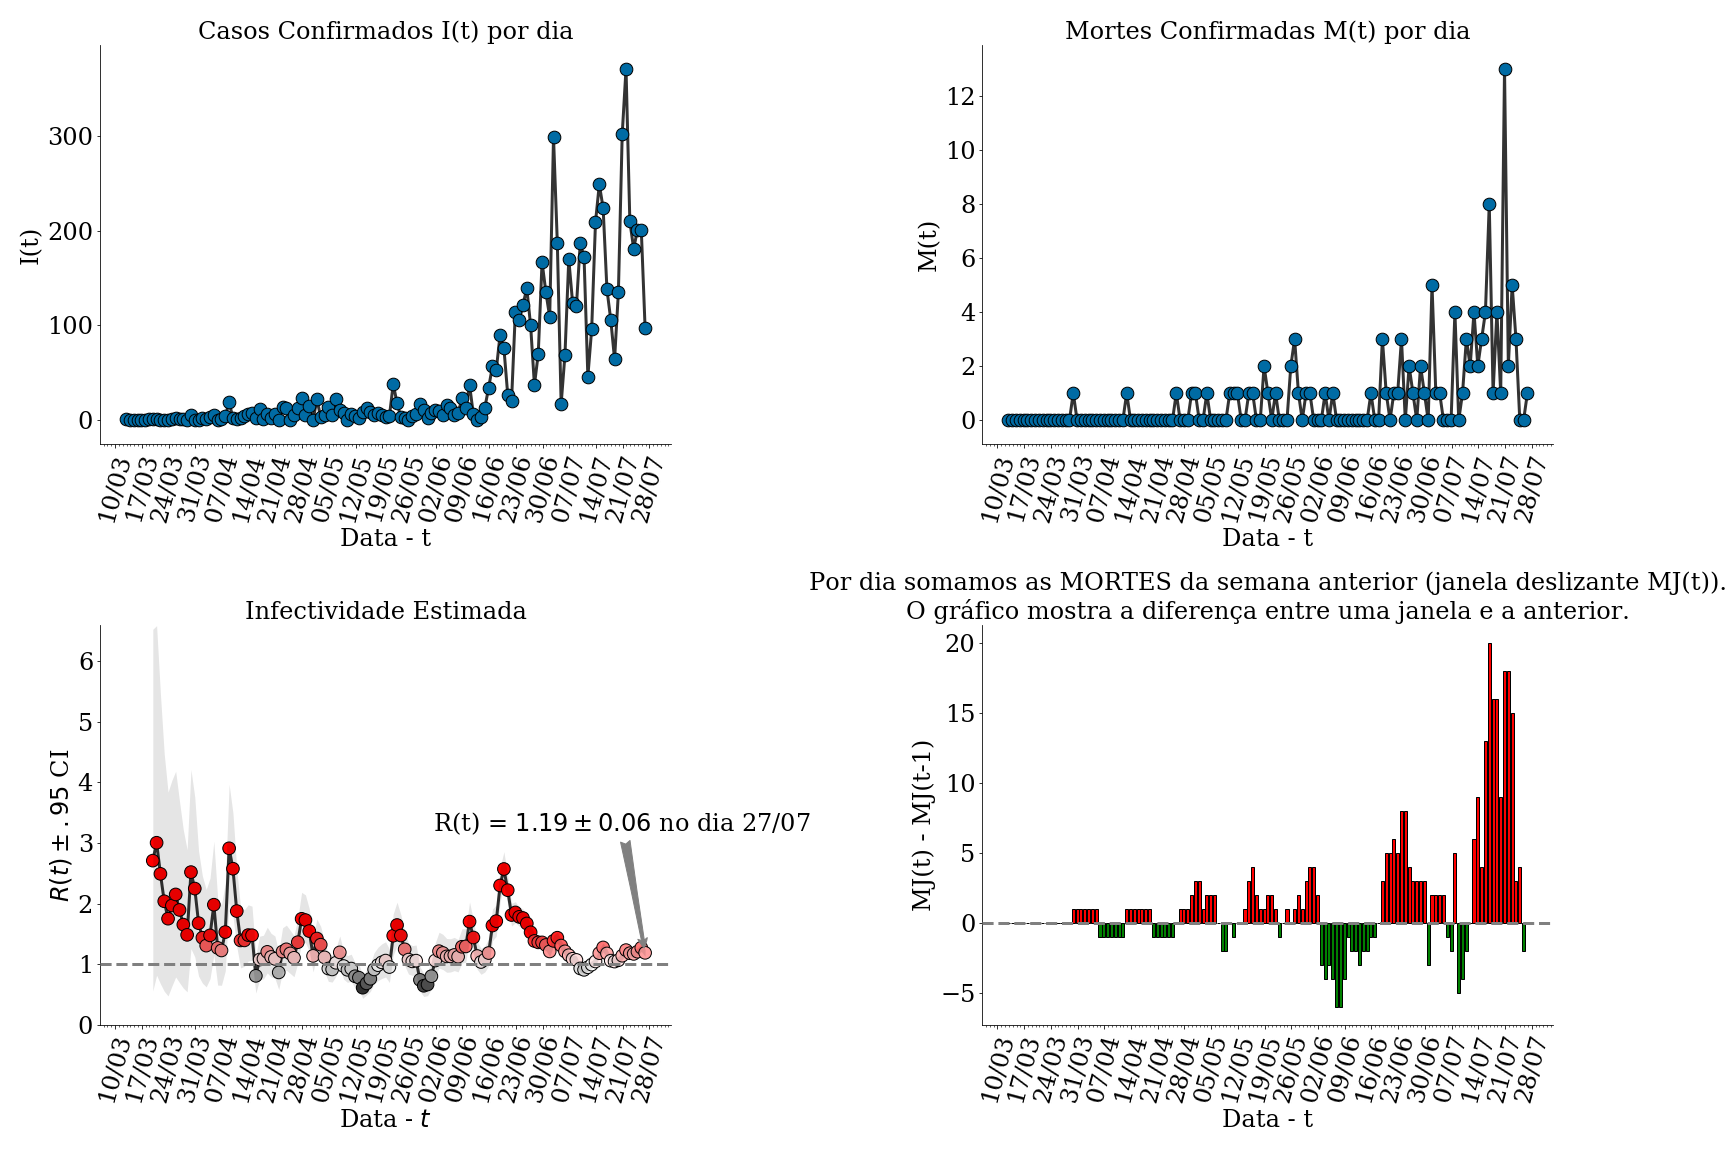 Casos Confirmados I(t) por dia
I(t)
300
200
100
0
10/03 17/03 24/03 31/03 07/04 14/04 21/04 28/04 05/05 12/05 19/05 26/05 02/06 09/06 16/06 23/06 30/06 07/07 14/07 21/07 28/07
Data - t
Mortes Confirmadas M(t) por dia
M(t)
12
10
8
6
4
2
0
10/03 17/03 24/03 31/03 07/04 14/04 21/04 28/04 05/05 12/05 19/05 26/05 02/06 09/06 16/06 23/06 30/06 07/07 14/07 21/07 28/07
Data - t
Infectividade Estimada
R(t) ± .95 CI
6
5
4
3
2
1
0
R(t) = 1.19 ± 0.06 no dia 27/07
10/03 17/03 24/03 31/03 07/04 14/04 21/04 28/04 05/05 12/05 19/05 26/05 02/06 09/06 16/06 23/06 30/06 07/07 14/07 21/07 28/07
Data - t
Por dia somamos as MORTES da semana anterior (janela deslizante MJ(t)).
O gráfico mostra a diferença entre uma janela e a anterior.
MJ(t) - MJ(t-1)
20
15
10
5
0
−5
10/03 17/03 24/03 31/03 07/04 14/04 21/04 28/04 05/05 12/05 19/05 26/05 02/06 09/06 16/06 23/06 30/06 07/07 14/07 21/07 28/07
Data - t